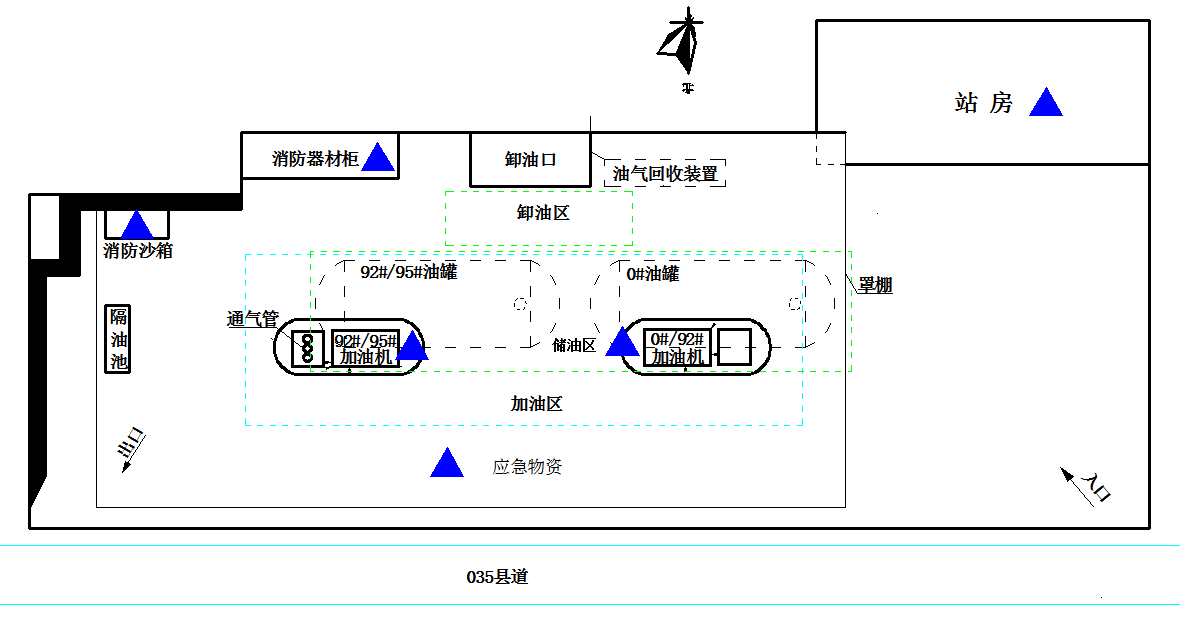 北
站 房
消防器材柜
卸油口
油气回收装置
卸油区
消防沙箱
92#/95#油罐
0#油罐
罩棚
隔油池
通气管
92#/95#
加油机
储油区
0#/92#
加油机
加油区
出口
应急物资
入口
035县道